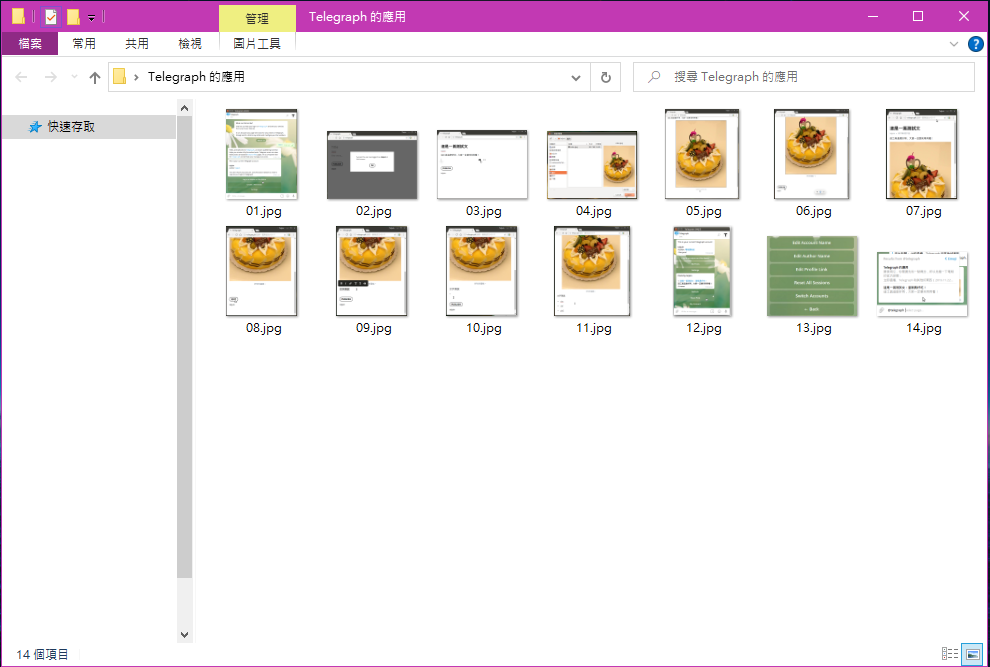 管理
Telegraph 的應用
檔案
常用
共用
檢視
圖片工具
Telegraph 的應用
搜尋 Telegraph 的應用
快速存取
01.jpg
02.jpg
03.jpg
04.jpg
05.jpg
06.jpg
07.jpg
08.jpg
09.jpg
10.jpg
11.jpg
12.jpg
Edit Account Name
Edit Author Name
Edit Profile Link
Reset All Sessions
Switch Accounts
Back
13.jpg
14.jpg
14 個項目